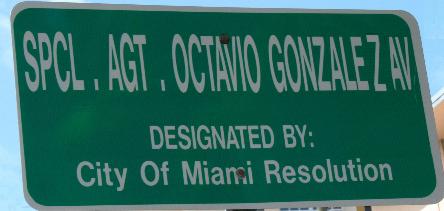 SPCL . AGT . OCTAVIO GONZALEZ AV
DESIGNATED BY:
City Of Miami Resolution